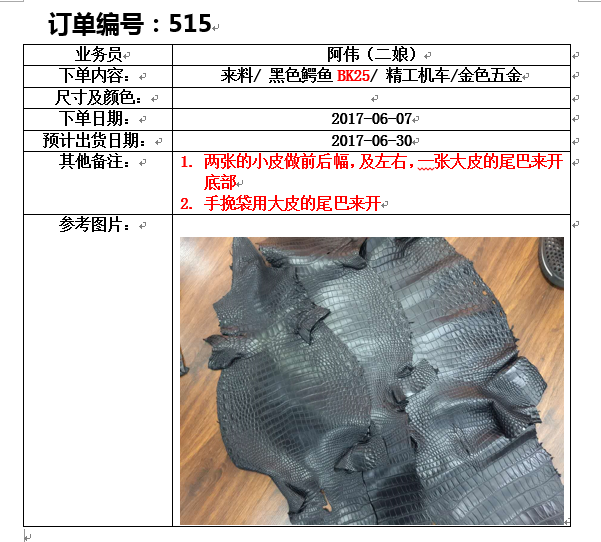 订单编号：515
业务员
阿伟（二娘）
下单内容：
来料/ 黑色鳄鱼 BK25/ 精工机车/金色五金
尺寸及颜色：
下单日期：
2017-06-07
预计出货日期：
2017-06-30
其他备注：
1. 两张的小皮做前后幅，及左右，一张大皮的尾巴来开
底部
2. 手挽袋用大皮的尾巴来开
参考图片：